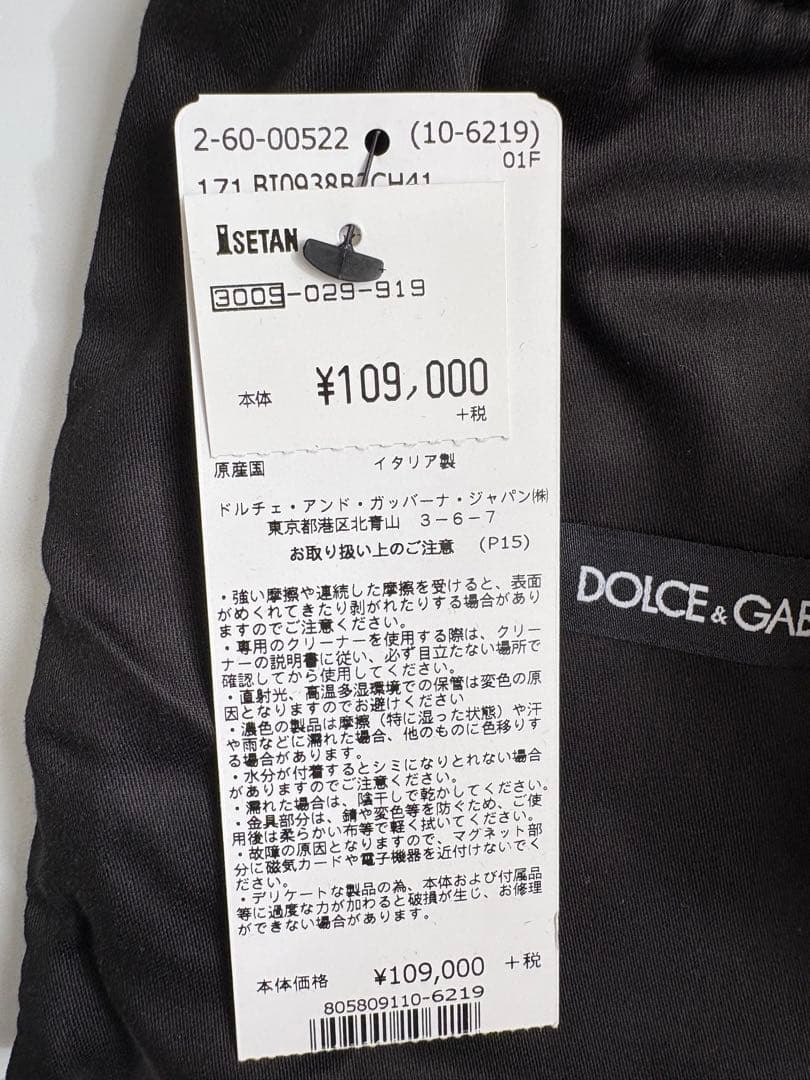 2-60-00522 (10-6219)
01F
171 BI0938B7CH41
ISETAN
3009-029-919
本体 ¥109,000
+税
原産国 イタリア製
ドルチェ・アンド・ガッバーナ・ジャパン㈱
東京都港区北青山 3-6-7
お取り扱い上のご注意 (P15)
・強い摩擦や連続した摩擦を受けると、表面
がめくれてきたり剥がれたりする場合があり
ますのでご注意ください。
・専用のクリーナーを使用する際は、クリー
ナーの説明書に従い、必ず目立たない場所で
確認してから使用してください。
・直射光、高温多湿環境での保管は変色の原
因となりますのでお避けください
・濃色の製品は摩擦（特に湿った状態）や汗
や雨などに濡れた場合、他のものに色移りす
る場合があります。
・水分が付着するとシミになりとれない場合
がありますのでご注意ください。
・濡れた場合は、陰干しで乾かしてください。
・金具部分は、錆や変色等を防ぐため、ご使
用後は柔らかい布等で軽く拭いてください。
・故障の原因となりますので、マグネット部
分に磁気カードや電子機器を近付けないでく
ださい。
・デリケートな製品の為、本体および付属品
等に過度な力が加わると破損が生じ、お修理
ができない場合があります。
本体価格 ¥109,000 +税
805809110-6219
DOLCE & GAB